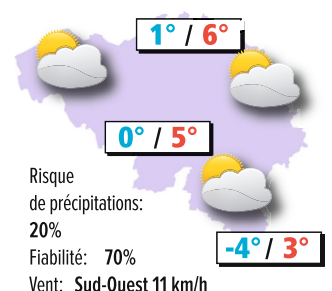 1° / 6°
0° / 5°
Risque
de précipitations:
20%
Fiabilité: 70%
-4° / 3°
Vent: Sud-Ouest 11 km/h